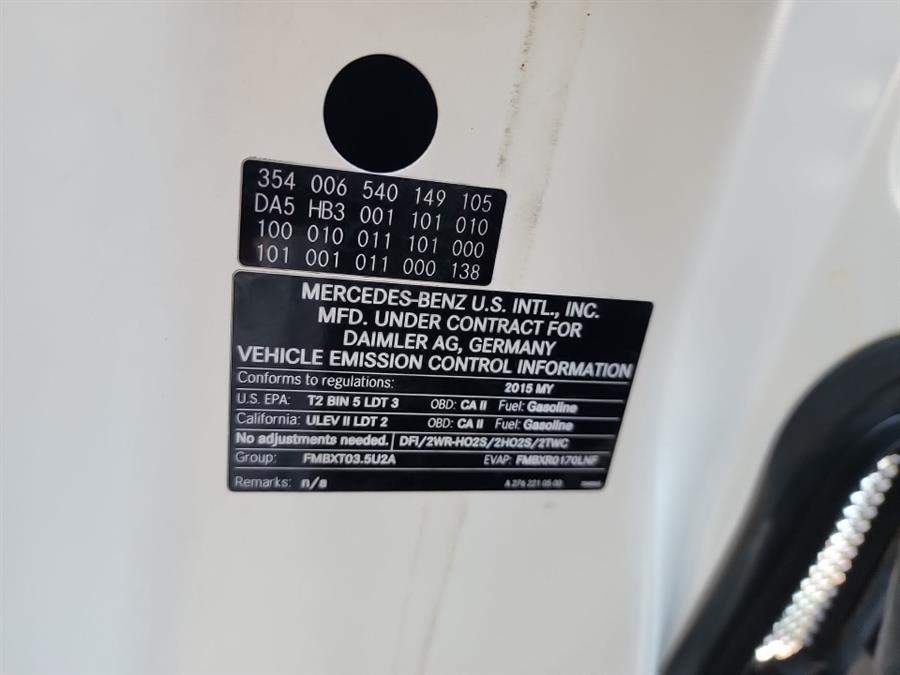 354 006 540 149 105
DA5 HB3 001 101 010
100 010 011 101 000
101 001 011 000 138
MERCEDES-BENZ U.S. INTL., INC.
MFD. UNDER CONTRACT FOR
DAIMLER AG, GERMANY
VEHICLE EMISSION CONTROL INFORMATION
Conforms to regulations: 2015 MY
U.S. EPA: T2 BIN 5 LDT 3 OBD: CA II Fuel: Gasoline
California: ULEV II LDT 2 OBD: CA II Fuel: Gasoline
No adjustments needed. DFI/2WR-HO2S/2HO2S/2TWC
Group: FMBXT03.5U2A EVAP: FMBXR0170LNF
Remarks: n/a A 276 221 05 00